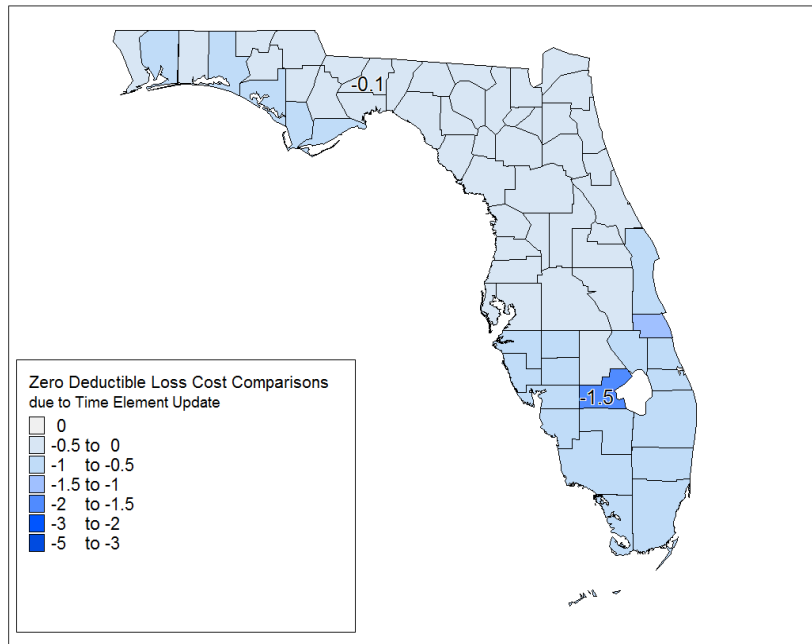 -0.1
-1.5
Zero Deductible Loss Cost Comparisons
due to Time Element Update
0
-0.5 to 0
-1 to -0.5
-1.5 to -1
-2 to -1.5
-3 to -2
-5 to -3